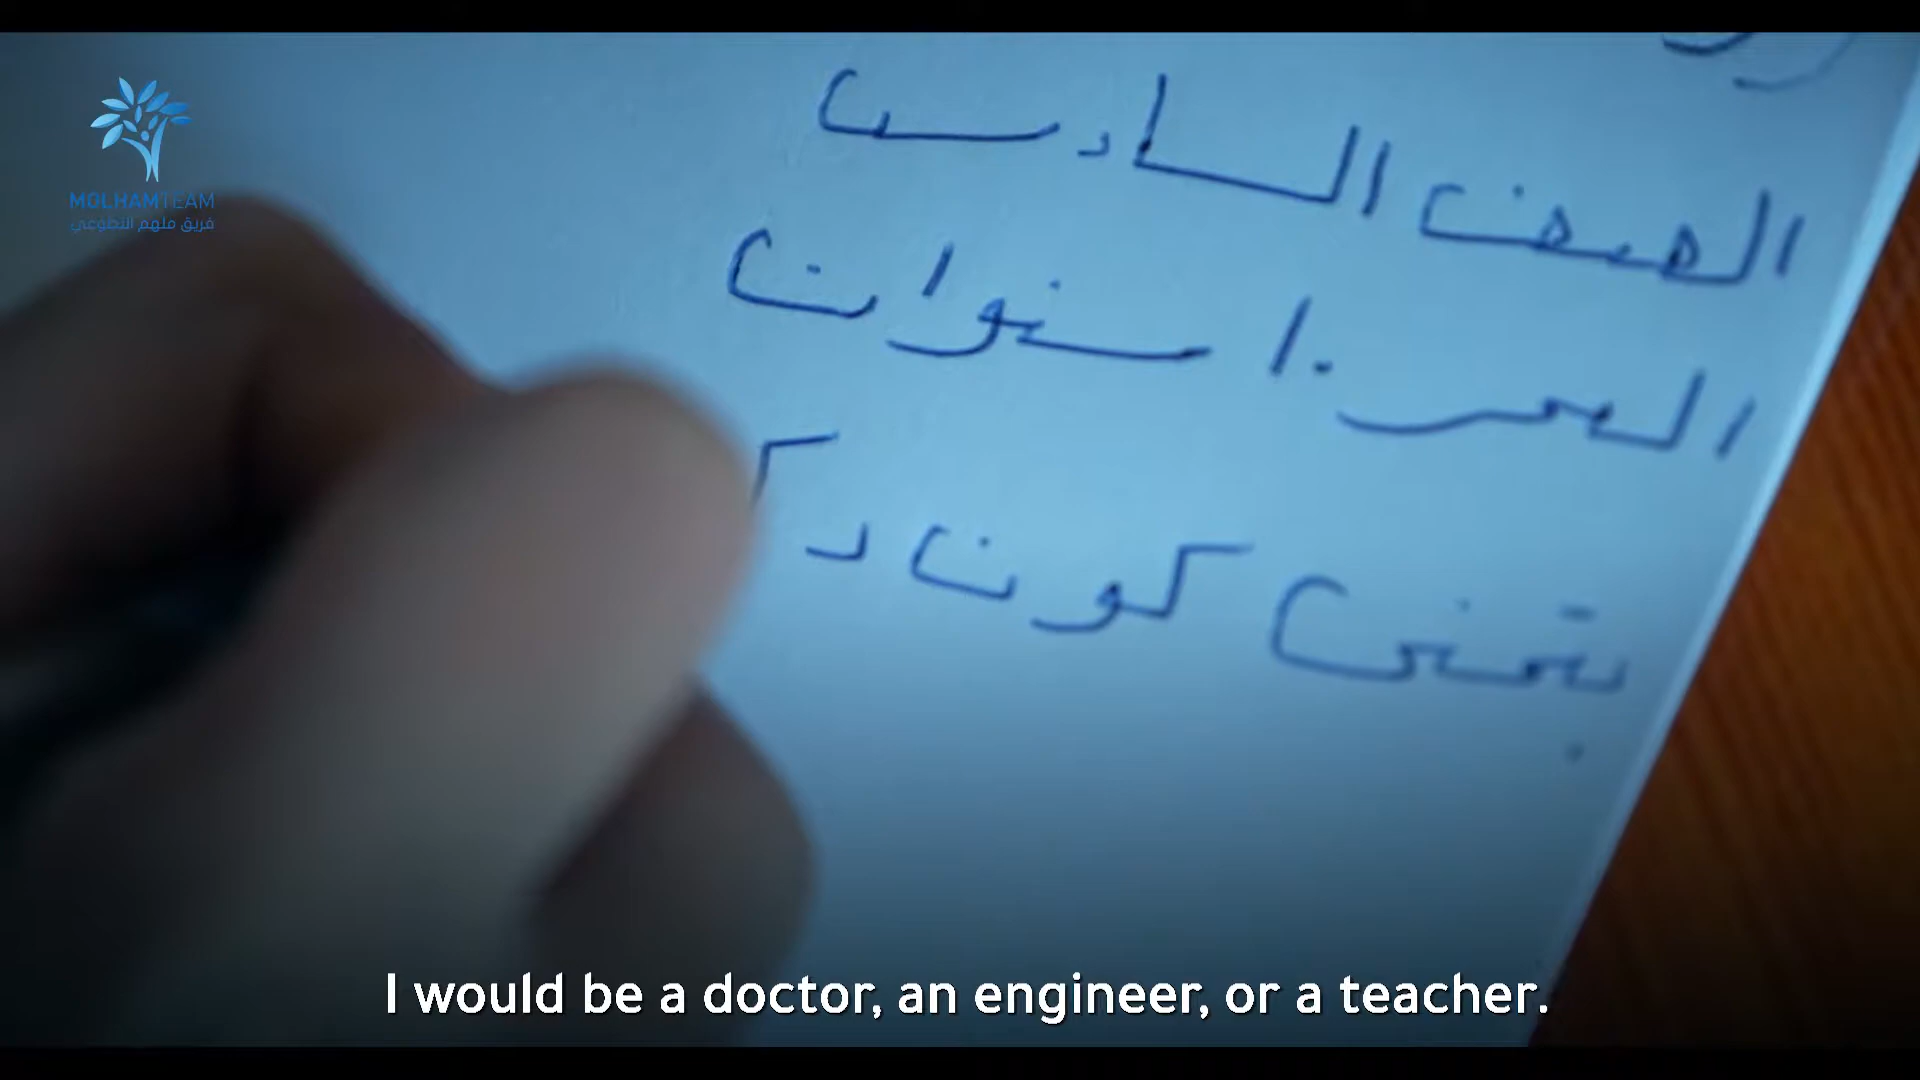 MOLHAMTEAM
فريق ملهم التطوعي
الصف السادس
العمر ١٠ سنوات
بتمنى كون د
I would be a doctor, an engineer, or a teacher.